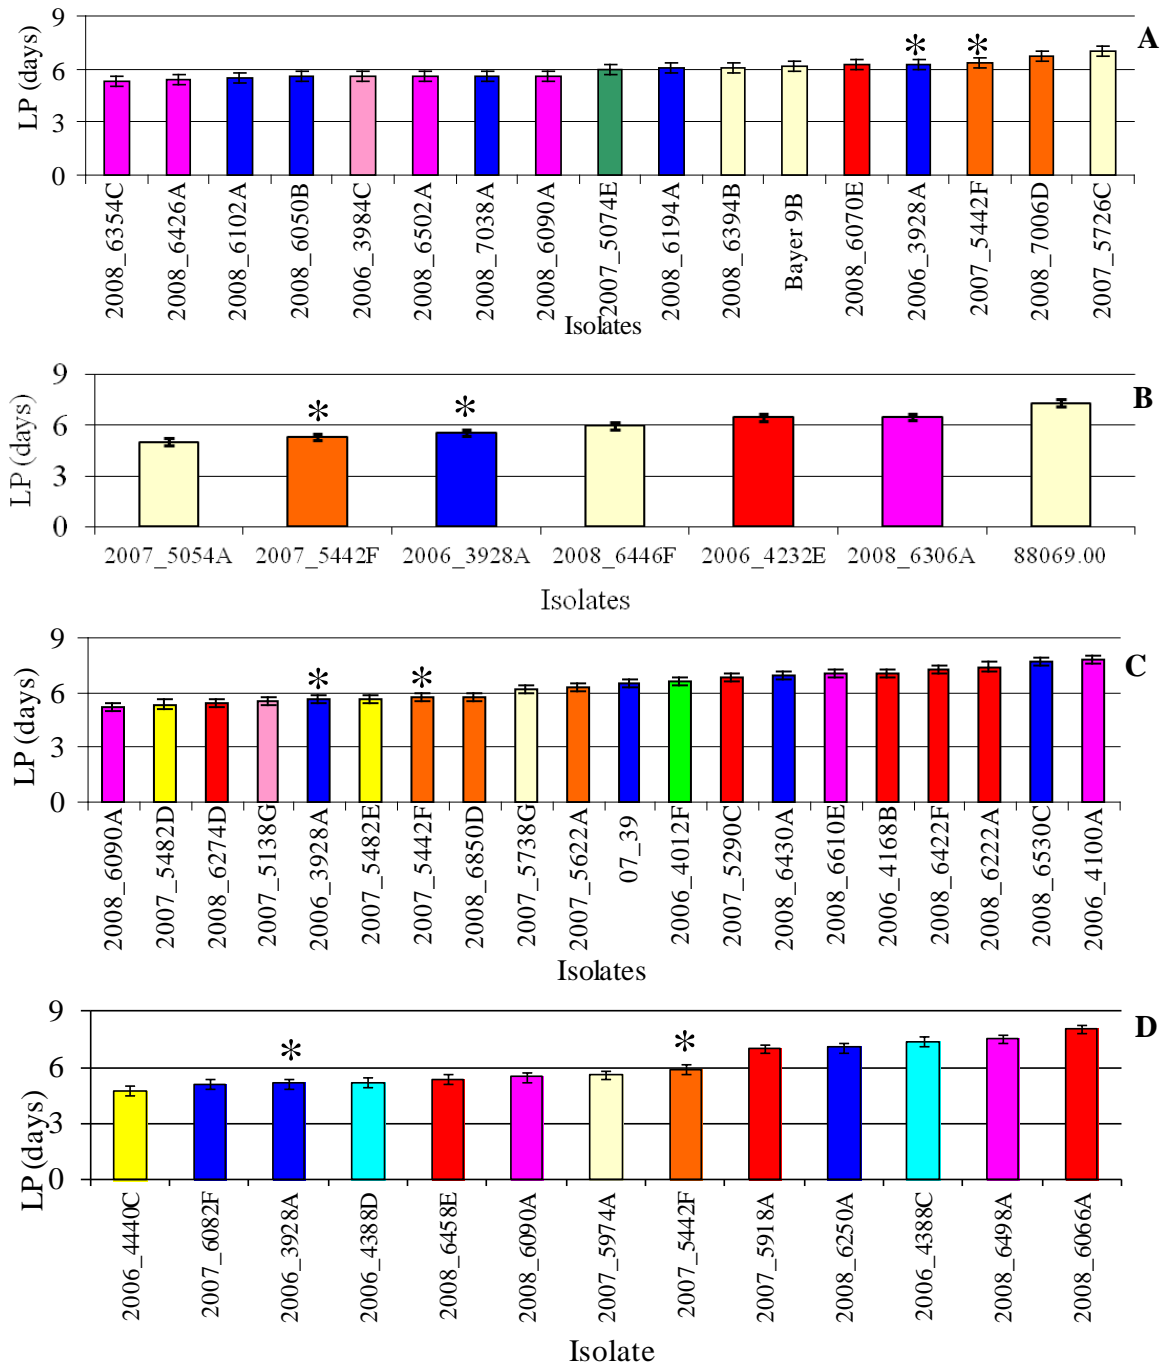 A
LP (days)
9
6
3
0
* *
2008_6354C
2008_6426A
2008_6102A
2008_6050B
2006_3984C
2008_6502A
2008_7038A
2008_6090A
2007_5074E
2008_6194A
2008_6394B
Bayer 9B
2008_6070E
2006_3928A
2007_5442F
2008_7006D
2007_5726C
Isolates
B
LP (days)
9
6
3
0
* *
2007_5054A 2007_5442F 2006_3928A 2008_6446F 2006_4232E 2008_6306A 88069.00
Isolates
C
LP (days)
9
6
3
0
* *
2008_6090A
2007_5482D
2008_6274D
2007_5138G
2006_3928A
2007_5482E
2007_5442F
2008_6850D
2007_5738G
2007_5622A
07_39
2006_4012F
2007_5290C
2008_6430A
2008_6610E
2006_4168B
2008_6422F
2008_6222A
2008_6530C
2006_4100A
Isolates
D
LP (days)
9
6
3
0
* *
2006_4440C
2007_6082F
2006_3928A
2006_4388D
2008_6458E
2008_6090A
2007_5974A
2007_5442F
2007_5918A
2008_6250A
2006_4388C
2008_6498A
2008_6066A
Isolate